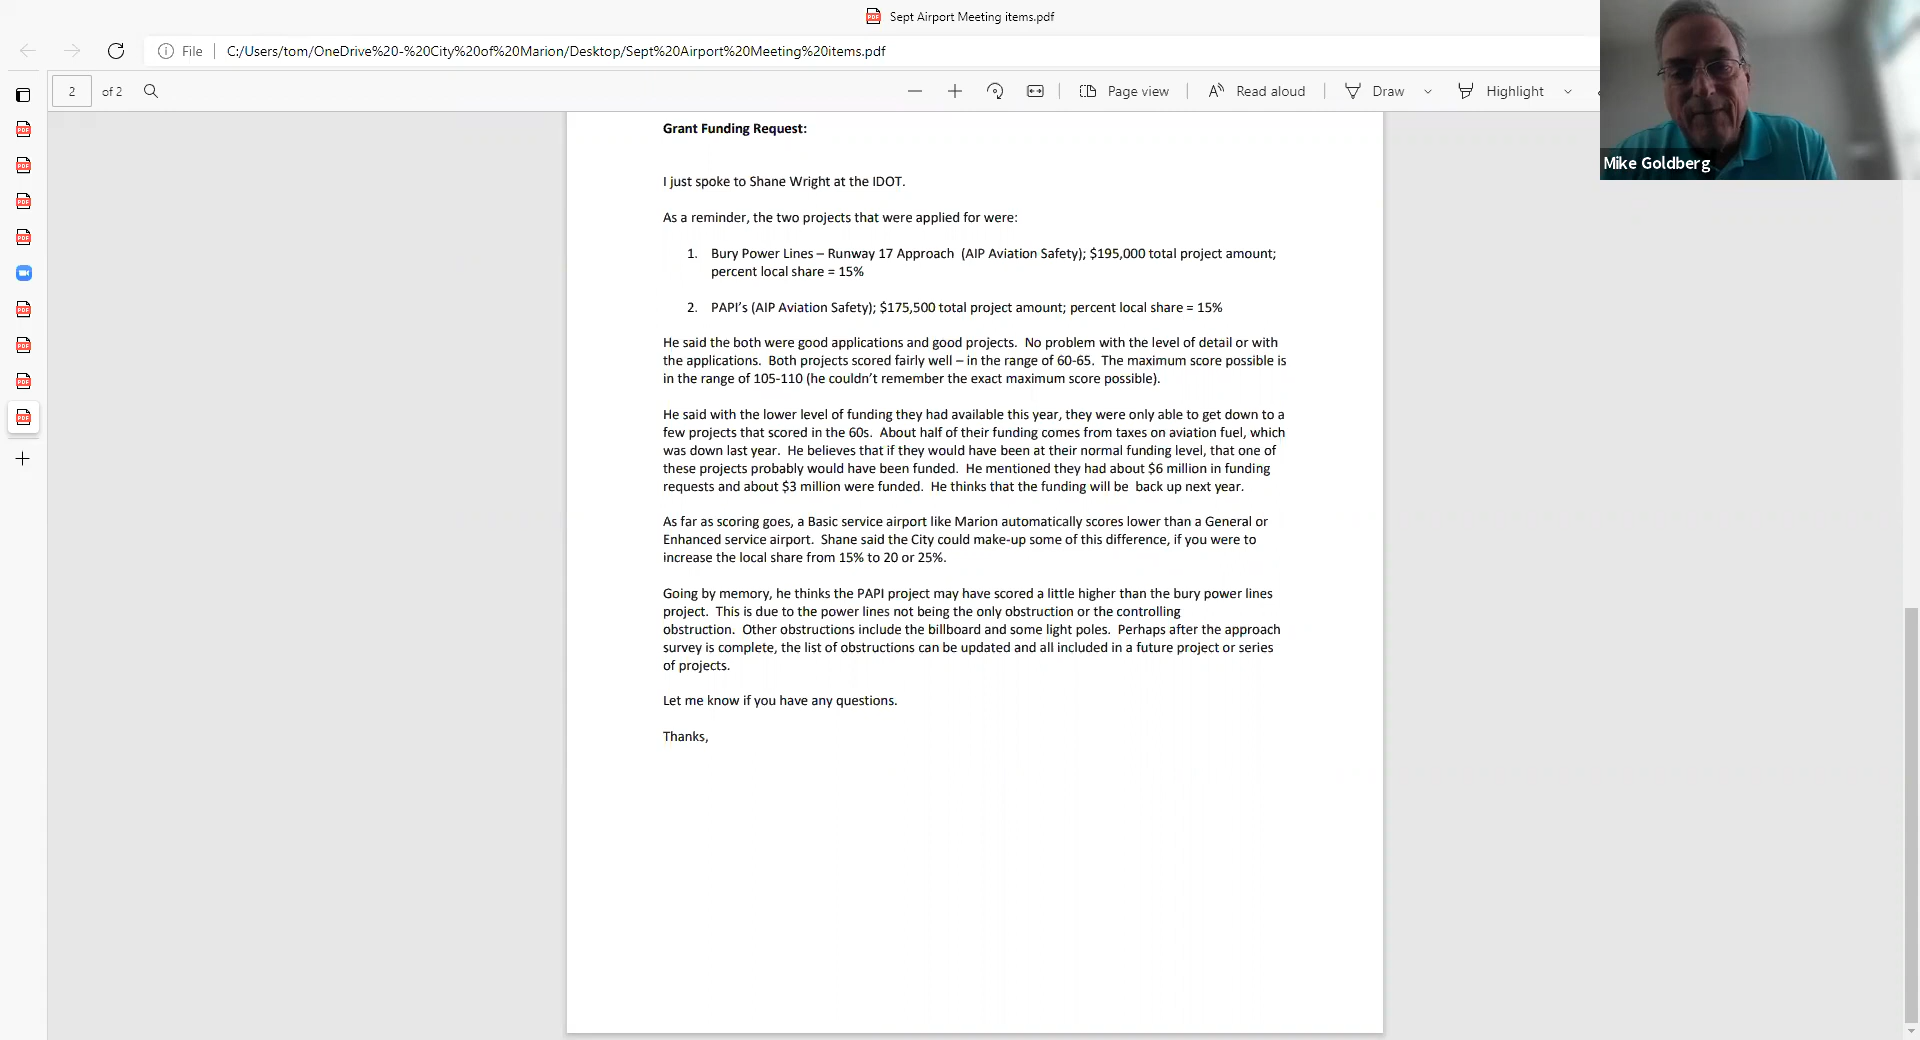 Sept Airport Meeting items.pdf
File
C:/Users/tom/OneDrive%20-%20City%20of%20Marion/Desktop/Sept%20Airport%20Meeting%20items.pdf
2 of 2
Page view
Read aloud
Draw
Highlight
Mike Goldberg
Grant Funding Request:
I just spoke to Shane Wright at the IDOT.
As a reminder, the two projects that were applied for were:
1. Bury Power Lines – Runway 17 Approach (AIP Aviation Safety); $195,000 total project amount;
percent local share = 15%
2. PAPI's (AIP Aviation Safety); $175,500 total project amount; percent local share = 15%
He said the both were good applications and good projects. No problem with the level of detail or with
the applications. Both projects scored fairly well – in the range of 60-65. The maximum score possible is
in the range of 105-110 (he couldn't remember the exact maximum score possible).
He said with the lower level of funding they had available this year, they were only able to get down to a
few projects that scored in the 60s. About half of their funding comes from taxes on aviation fuel, which
was down last year. He believes that if they would have been at their normal funding level, that one of
these projects probably would have been funded. He mentioned they had about $6 million in funding
requests and about $3 million were funded. He thinks that the funding will be back up next year.
As far as scoring goes, a Basic service airport like Marion automatically scores lower than a General or
Enhanced service airport. Shane said the City could make-up some of this difference, if you were to
increase the local share from 15% to 20 or 25%.
Going by memory, he thinks the PAPI project may have scored a little higher than the bury power lines
project. This is due to the power lines not being the only obstruction or the controlling
obstruction. Other obstructions include the billboard and some light poles. Perhaps after the approach
survey is complete, the list of obstructions can be updated and all included in a future project or series
of projects.
Let me know if you have any questions.
Thanks,